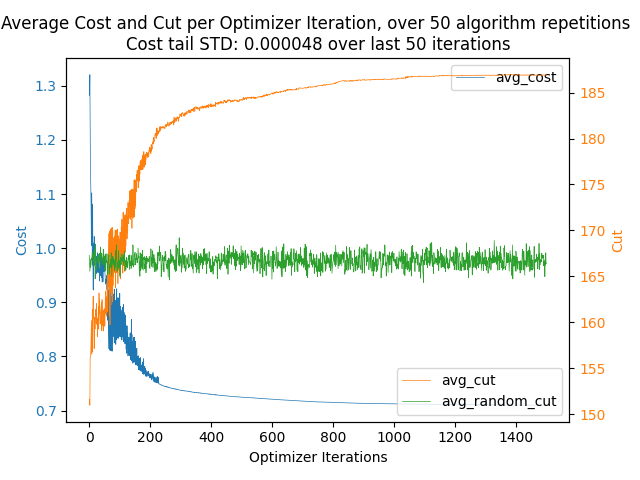 Average Cost and Cut per Optimizer Iteration, over 50 algorithm repetitions
Cost tail STD: 0.000048 over last 50 iterations
1.3
1.2
1.1
1.0
0.9
0.8
0.7
Cost
185
180
175
170
165
160
155
150
Cut
avg_cost
avg_cut
avg_random_cut
0
200
400
600
800
1000
1200
1400
Optimizer Iterations